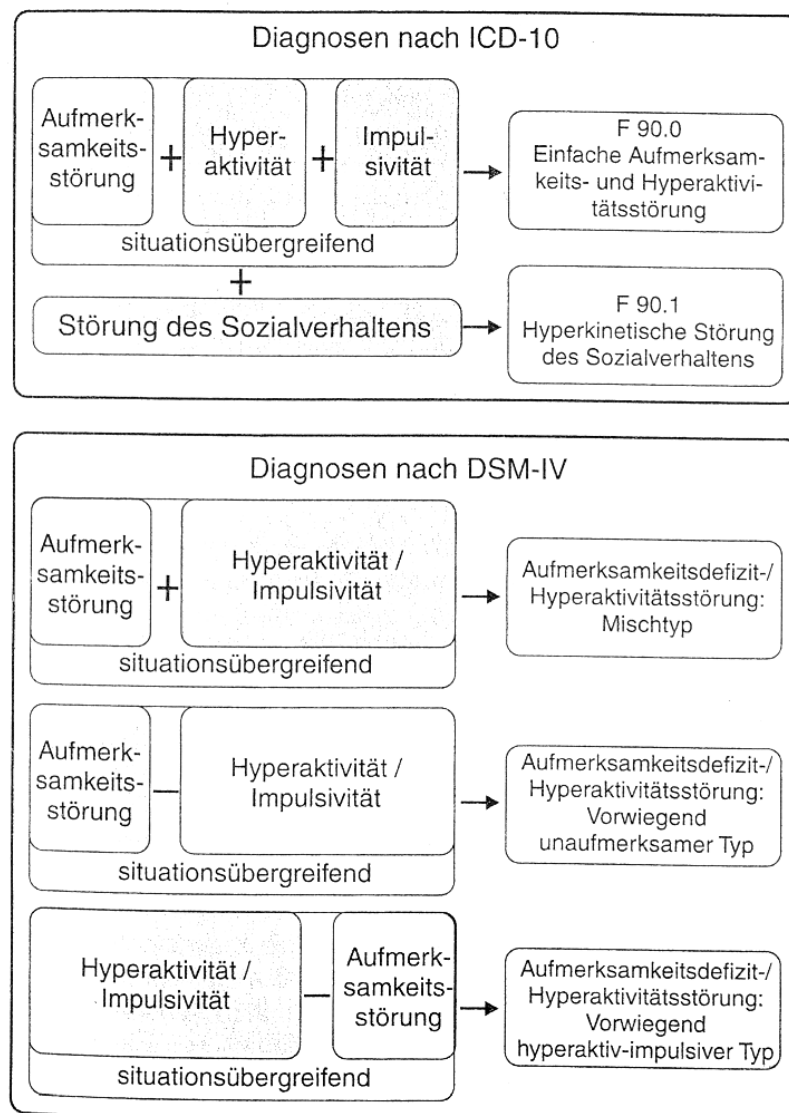 Diagnosen nach ICD-10
Aufmerk-
samkeits-
störung
+
Hyper-
aktivität
+
Impul-
sivität
situationsübergreifend
F 90.0
Einfache Aufmerksam-
keits- und Hyperaktivi-
tätsstörung
+
Störung des Sozialverhaltens
F 90.1
Hyperkinetische Störung
des Sozialverhaltens
Diagnosen nach DSM-IV
Aufmerk-
samkeits-
störung
+
Hyperaktivität /
Impulsivität
situationsübergreifend
Aufmerksamkeitsdefizit-/
Hyperaktivitätsstörung:
Mischtyp
Aufmerk-
samkeits-
störung
–
Hyperaktivität /
Impulsivität
situationsübergreifend
Aufmerksamkeitsdefizit-/
Hyperaktivitätsstörung:
Vorwiegend
unaufmerksamer Typ
Hyperaktivität /
Impulsivität
–
Aufmerk-
samkeits-
störung
situationsübergreifend
Aufmerksamkeitsdefizit-/
Hyperaktivitätsstörung:
Vorwiegend
hyperaktiv-impulsiver Typ